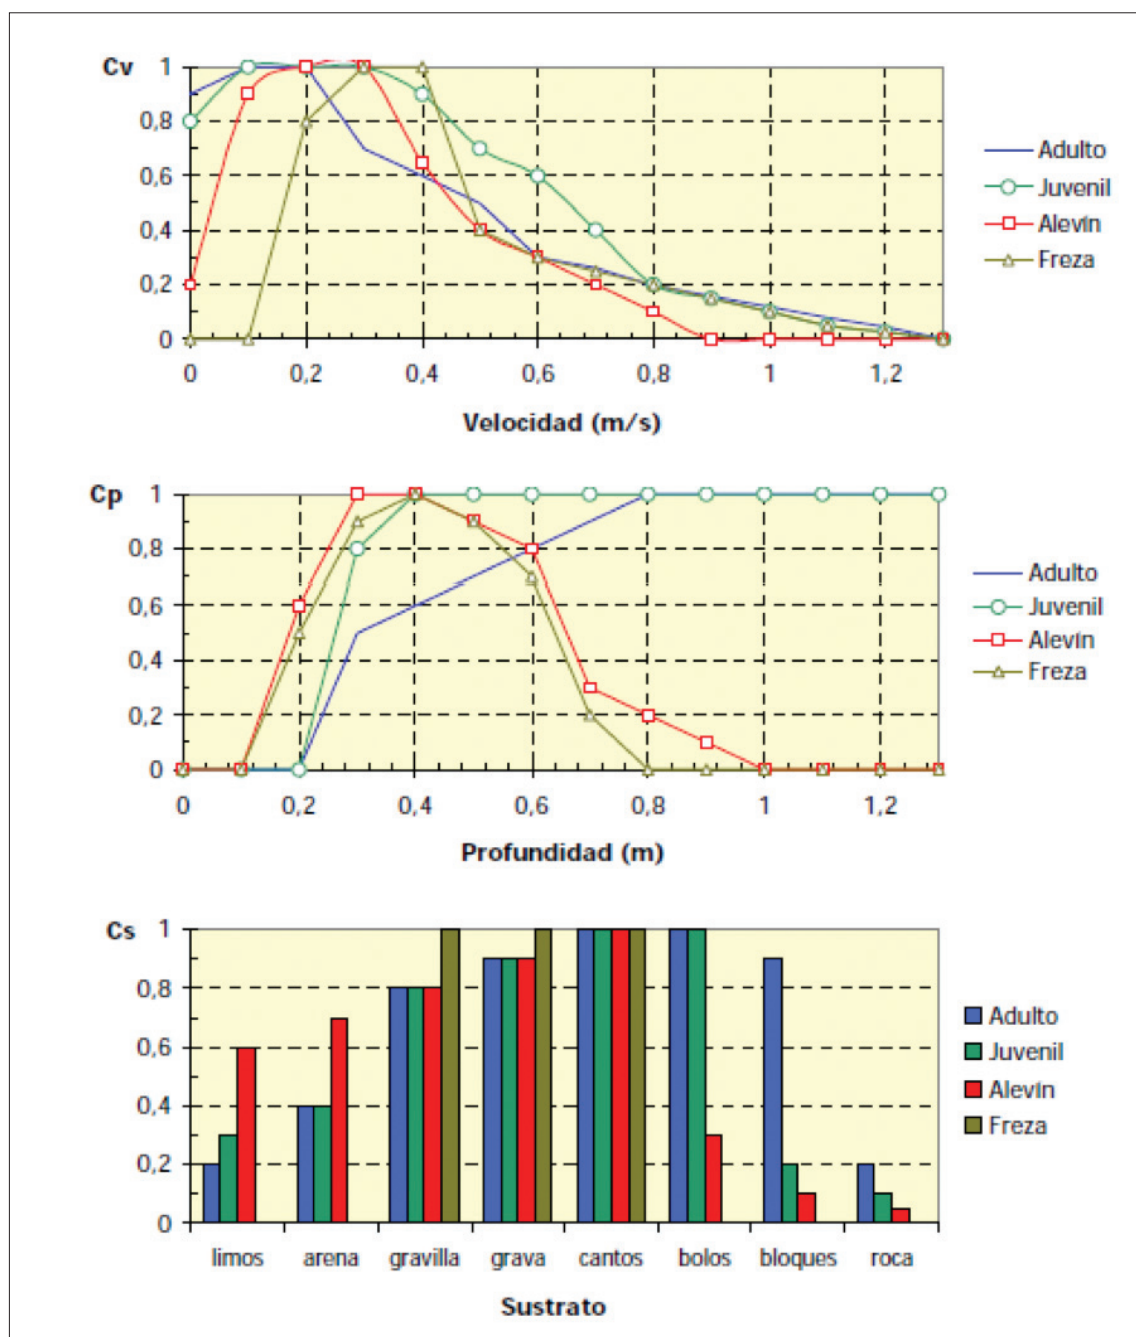 Cv
1
0,8
0,6
0,4
0,2
0
0 0,2 0,4 0,6 0,8 1 1,2
Velocidad (m/s)
Adulto
Juvenil
Alevín
Freza
Cp
1
0,8
0,6
0,4
0,2
0
0 0,2 0,4 0,6 0,8 1 1,2
Profundidad (m)
Adulto
Juvenil
Alevín
Freza
Cs
1
0,8
0,6
0,4
0,2
0
limos arena gravilla grava cantos bolos bloques roca
Sustrato
Adulto
Juvenil
Alevín
Freza